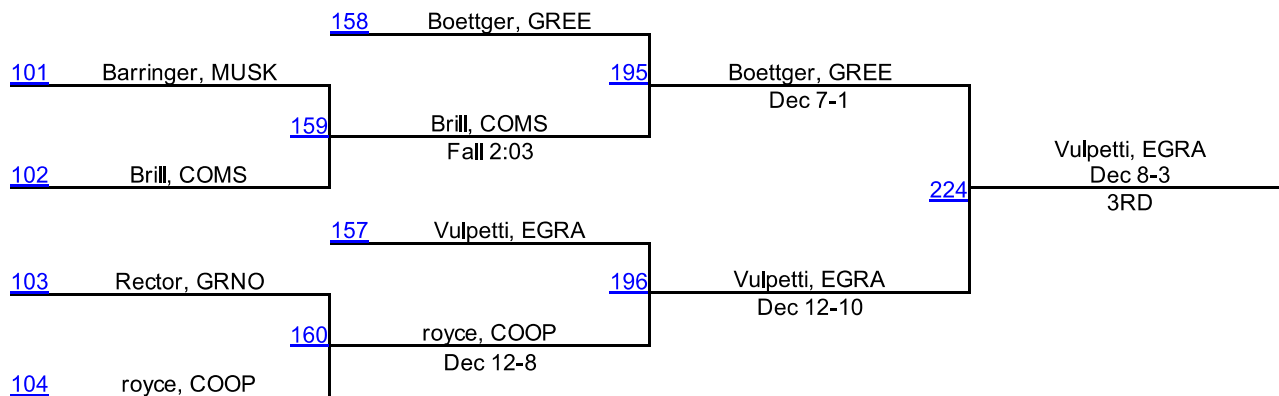 158 Boettger, GREE
101 Barringer, MUSK
195 Boettger, GREE
Dec 7-1
159 Brill, COMS
Fall 2:03
102 Brill, COMS
Vulpetti, EGRA
Dec 8-3
224
3RD
157 Vulpetti, EGRA
103 Rector, GRNO
196 Vulpetti, EGRA
Dec 12-10
160 royce, COOP
Dec 12-8
104 royce, COOP